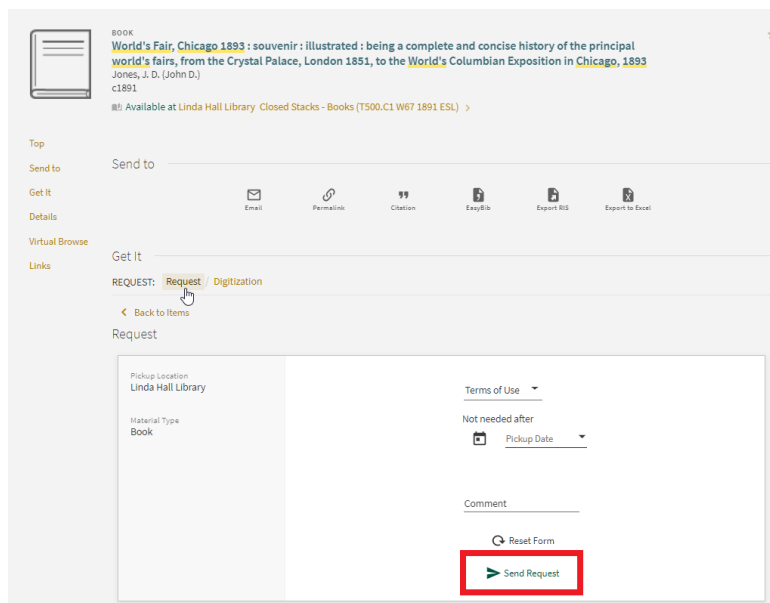 BOOK
World's Fair, Chicago 1893 : souvenir : illustrated : being a complete and concise history of the principal
world's fairs, from the Crystal Palace, London 1851, to the World's Columbian Exposition in Chicago, 1893
Jones, J. D. (John D.)
c1891
Available at Linda Hall Library Closed Stacks - Books (T500.C1 W67 1891 ESL)
Top
Send to
Get It
Details
Virtual Browse
Links
Send to
Email
Permalink
Citation
EasyBib
Export RIS
Export to Excel
Get It
REQUEST: Request / Digitization
Back to Items
Request
Pickup Location
Linda Hall Library
Material Type
Book
Terms of Use
Not needed after
Pickup Date
Comment
Reset Form
Send Request